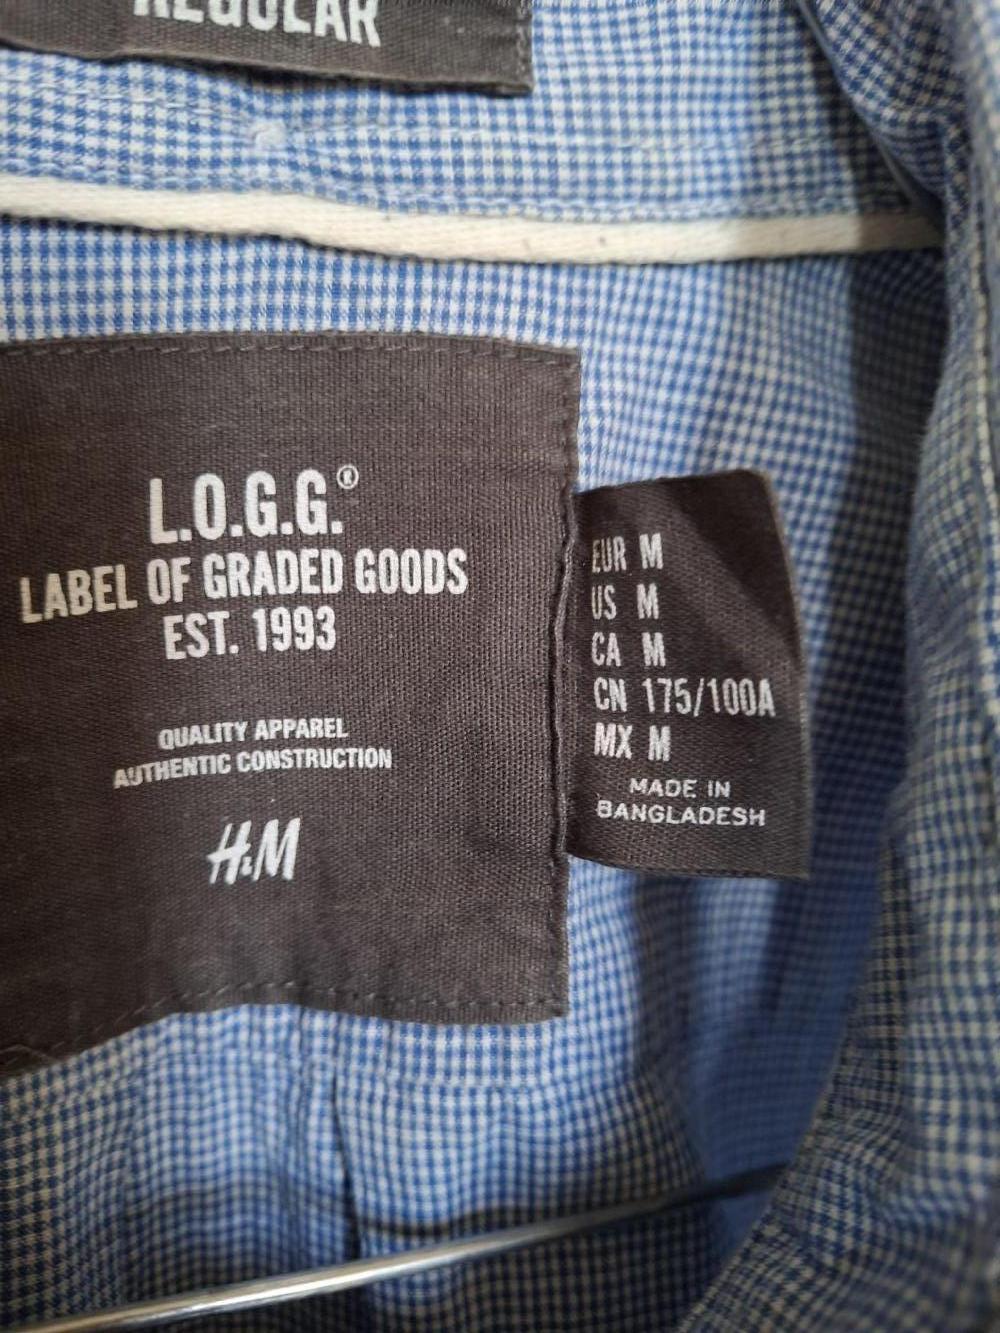 REGULAR
L.O.G.G.®
LABEL OF GRADED GOODS
EST. 1993
QUALITY APPAREL
AUTHENTIC CONSTRUCTION
H&M
EUR M
US M
CA M
CN 175/100A
MX M
MADE IN
BANGLADESH